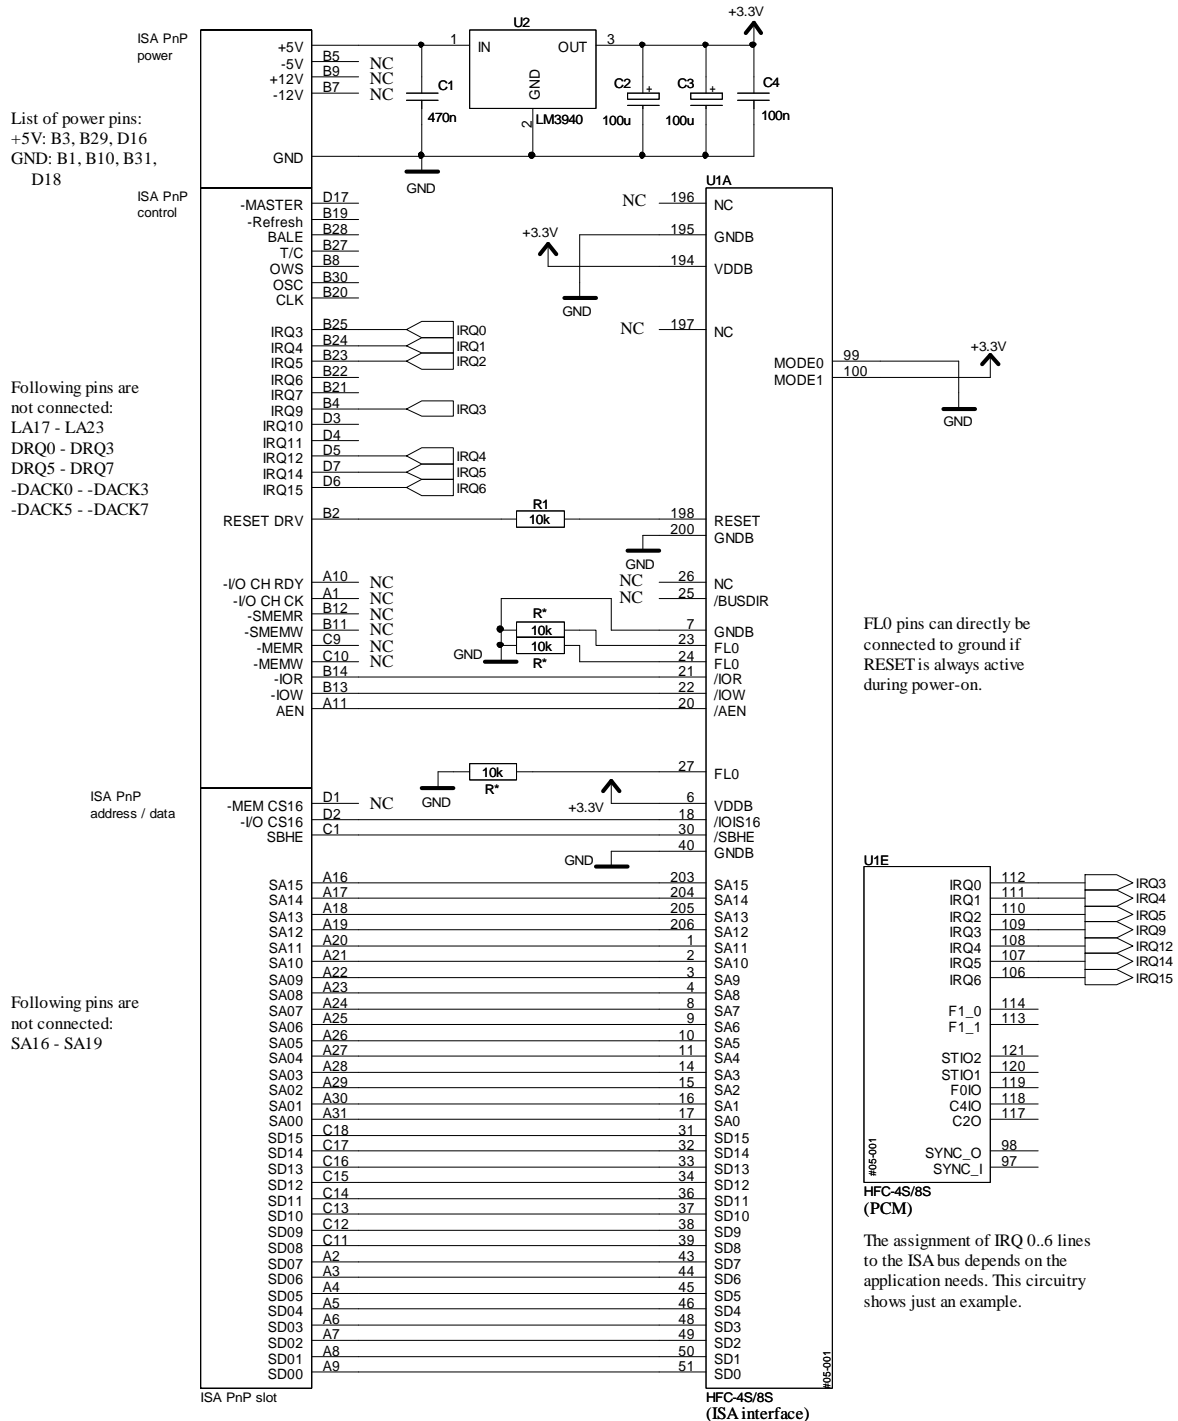 ISA PnP
power
+5V
-5V B5 NC
+12V B9 NC
-12V B7 NC
GND
U2
1 IN OUT 3
GND
2
LM3940
C1
470n
GND
C2
+
100u
C3
+
100u
C4
100n
+3.3V
List of power pins:
+5V: B3, B29, D16
GND: B1, B10, B31,
D18
ISA PnP
control
-MASTER D17
-Refresh B19
BALE B28
T/C B27
OWS B8
OSC B30
CLK B20
IRQ3 B25 IRQ0
IRQ4 B24 IRQ1
IRQ5 B23 IRQ2
IRQ6 B22
IRQ7 B21
IRQ9 B4 IRQ3
IRQ10 D3
IRQ11 D4
IRQ12 D5 IRQ4
IRQ14 D7 IRQ5
IRQ15 D6 IRQ6
U1A
NC 196 NC
195 GNDB
+3.3V
194 VDDB
GND
NC 197 NC
MODE0 99
MODE1 100
+3.3V
GND
Following pins are
not connected:
LA17 - LA23
DRQ0 - DRQ3
DRQ5 - DRQ7
-DACK0 - -DACK3
-DACK5 - -DACK7
RESET DRV B2 R1 10k 198 RESET
200 GNDB
GND
-I/O CH RDY A10 NC
-I/O CH CK A1 NC
-SMEMR B12 NC
-SMEMW B11 NC
-MEMR C9 NC
-MEMW C10 NC
NC 26 NC
NC 25 /BUSDIR
7 GNDB
R*
10k 23 FL0
10k 24 FL0
R*
GND
-IOR B14 21 /IOR
-IOW B13 22 /IOW
AEN A11 20 /AEN
FL0 pins can directly be
connected to ground if
RESET is always active
during power-on.
GND 10k 27 FL0
R*
ISA PnP
address / data
-MEM CS16 D1 NC
+3.3V 6 VDDB
-I/O CS16 D2 18 /IOIS16
SBHE C1 30 /SBHE
GND 40 GNDB
SA15 A16 203 SA15
SA14 A17 204 SA14
SA13 A18 205 SA13
SA12 A19 206 SA12
SA11 A20 1 SA11
SA10 A21 2 SA10
SA09 A22 3 SA9
SA08 A23 4 SA8
SA07 A24 8 SA7
SA06 A25 9 SA6
SA05 A26 10 SA5
SA04 A27 11 SA4
SA03 A28 14 SA3
SA02 A29 15 SA2
SA01 A30 16 SA1
SA00 A31 17 SA0
SD15 C18 31 SD15
SD14 C17 32 SD14
SD13 C16 33 SD13
SD12 C15 34 SD12
SD11 C14 36 SD11
SD10 C13 37 SD10
SD09 C12 38 SD9
SD08 C11 39 SD8
SD07 A2 43 SD7
SD06 A3 44 SD6
SD05 A4 45 SD5
SD04 A5 46 SD4
SD03 A6 48 SD3
SD02 A7 49 SD2
SD01 A8 50 SD1
SD00 A9 51 SD0
Following pins are
not connected:
SA16 - SA19
ISA PnP slot
#05-001
HFC-4S/8S
(ISA interface)
U1E
IRQ0 112 IRQ3
IRQ1 111 IRQ4
IRQ2 110 IRQ5
IRQ3 109 IRQ9
IRQ4 108 IRQ12
IRQ5 107 IRQ14
IRQ6 106 IRQ15
F1_0 114
F1_1 113
STIO2 121
STIO1 120
F0IO 119
C4IO 118
C2O 117
SYNC_O 98
SYNC_I 97
#05-001
HFC-4S/8S
(PCM)
The assignment of IRQ 0..6 lines
to the ISA bus depends on the
application needs. This circuitry
shows just an example.